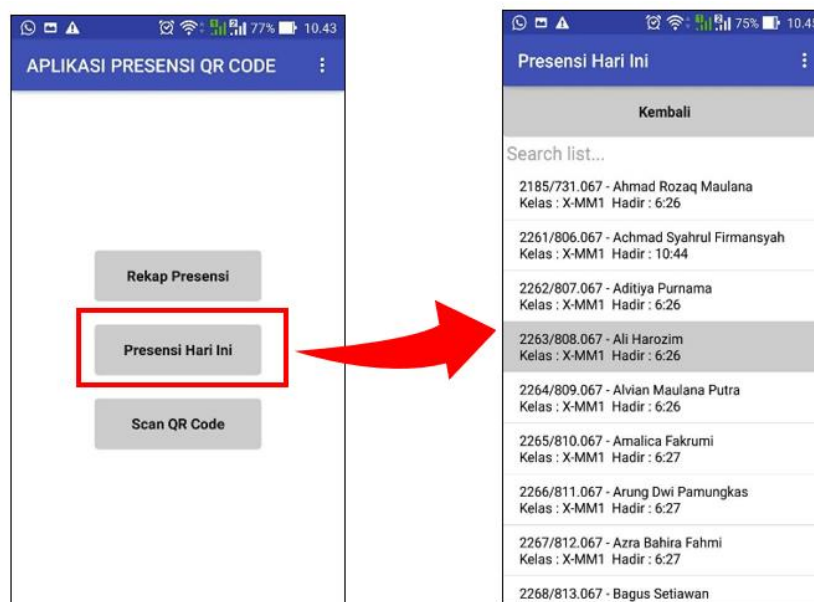 77% 10.43
APLIKASI PRESENSI QR CODE
Rekap Presensi
Presensi Hari Ini
Scan QR Code
75% 10.45
Presensi Hari Ini
Kembali
Search list...
2185/731.067 - Ahmad Rozaq Maulana
Kelas : X-MM1 Hadir : 6:26
2261/806.067 - Achmad Syahrul Firmansyah
Kelas : X-MM1 Hadir : 10:44
2262/807.067 - Aditiya Purnama
Kelas : X-MM1 Hadir : 6:26
2263/808.067 - Ali Harozim
Kelas : X-MM1 Hadir : 6:26
2264/809.067 - Alvian Maulana Putra
Kelas : X-MM1 Hadir : 6:26
2265/810.067 - Amalica Fakrumi
Kelas : X-MM1 Hadir : 6:27
2266/811.067 - Arung Dwi Pamungkas
Kelas : X-MM1 Hadir : 6:27
2267/812.067 - Azra Bahira Fahmi
Kelas : X-MM1 Hadir : 6:27
2268/813.067 - Bagus Setiawan